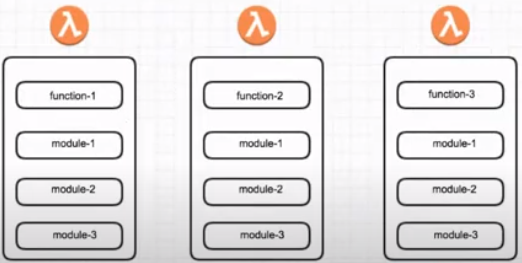 λ λ λ
function-1 function-2 function-3
module-1 module-1 module-1
module-2 module-2 module-2
module-3 module-3 module-3